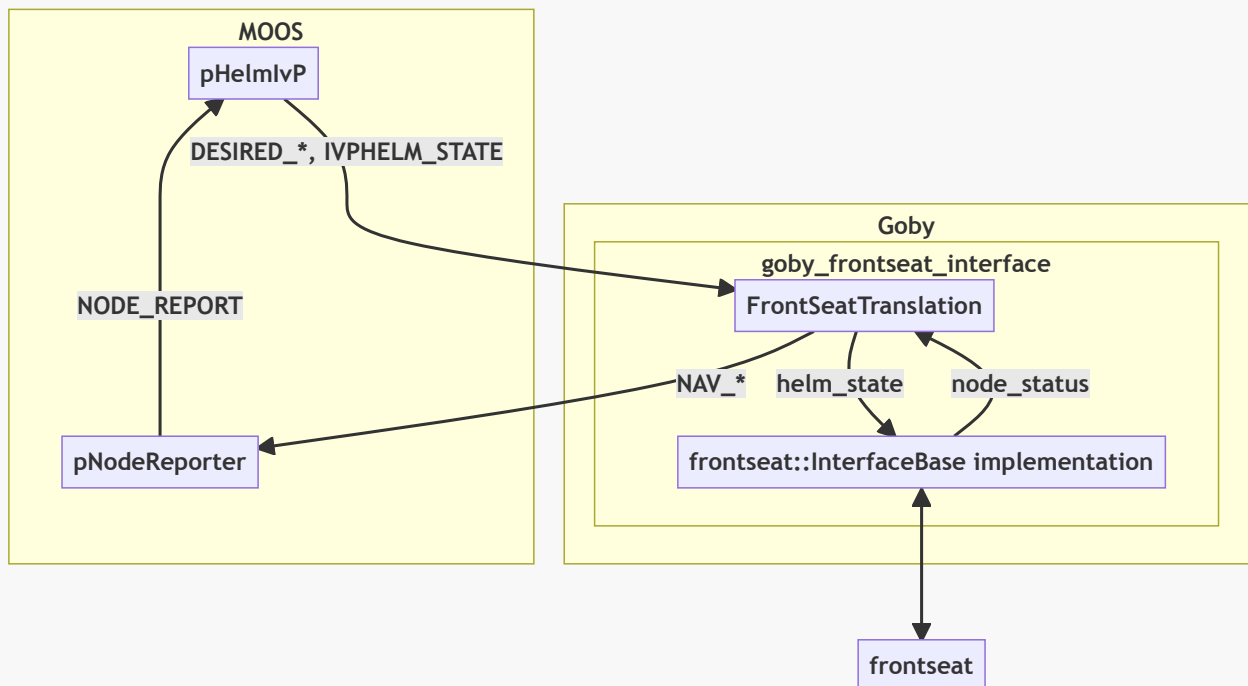 MOOS
pHelmIvP
DESIRED_*, IVPHELM_STATE
Goby
goby_frontseat_interface
FrontSeatTranslation
NODE_REPORT
NAV_*
helm_state
node_status
pNodeReporter
frontseat::InterfaceBase implementation
frontseat